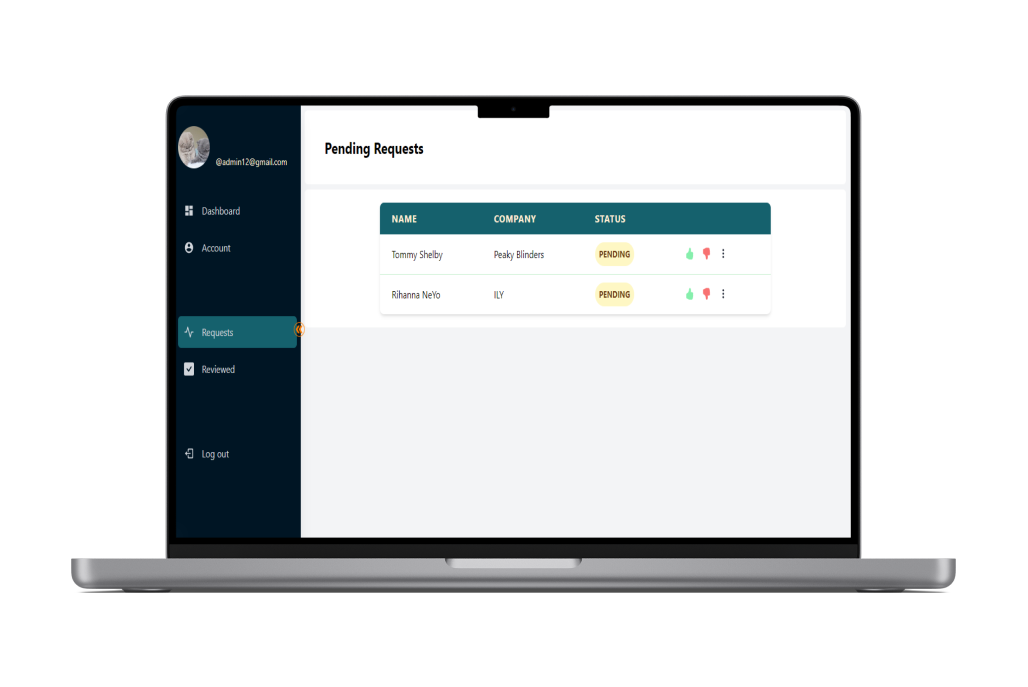 @admin12@gmail.com
Dashboard
Account
Requests
Reviewed
Log out
Pending Requests
NAME COMPANY STATUS
Tommy Shelby Peaky Blinders PENDING
Rihanna NeYo ILY PENDING